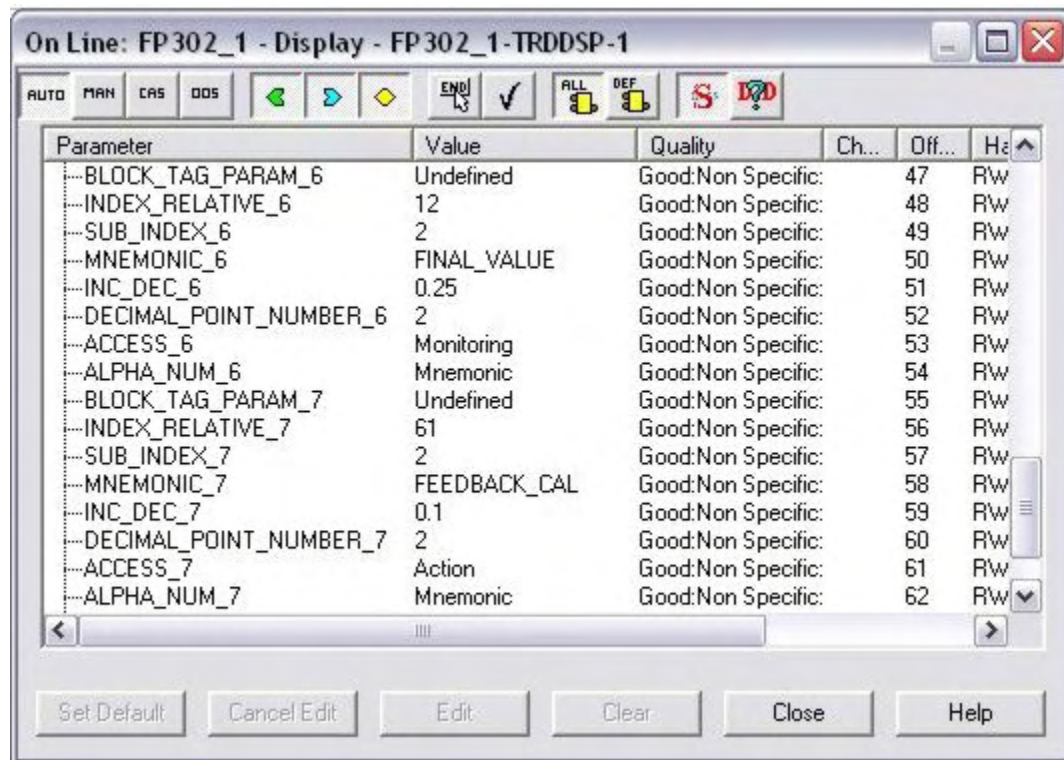 On Line: FP302_1 - Display - FP302_1-TRDDSP-1
AUTO MAN CAS OOS END ALL DEF S DD
Parameter Value Quality Ch... Off... Ha
BLOCK_TAG_PARAM_6 Undefined Good:Non Specific: 47 RW
INDEX_RELATIVE_6 12 Good:Non Specific: 48 RW
SUB_INDEX_6 2 Good:Non Specific: 49 RW
MNEMONIC_6 FINAL_VALUE Good:Non Specific: 50 RW
INC_DEC_6 0.25 Good:Non Specific: 51 RW
DECIMAL_POINT_NUMBER_6 2 Good:Non Specific: 52 RW
ACCESS_6 Monitoring Good:Non Specific: 53 RW
ALPHA_NUM_6 Mnemonic Good:Non Specific: 54 RW
BLOCK_TAG_PARAM_7 Undefined Good:Non Specific: 55 RW
INDEX_RELATIVE_7 61 Good:Non Specific: 56 RW
SUB_INDEX_7 2 Good:Non Specific: 57 RW
MNEMONIC_7 FEEDBACK_CAL Good:Non Specific: 58 RW
INC_DEC_7 0.1 Good:Non Specific: 59 RW
DECIMAL_POINT_NUMBER_7 2 Good:Non Specific: 60 RW
ACCESS_7 Action Good:Non Specific: 61 RW
ALPHA_NUM_7 Mnemonic Good:Non Specific: 62 RW
Set Default Cancel Edit Edit Clear Close Help